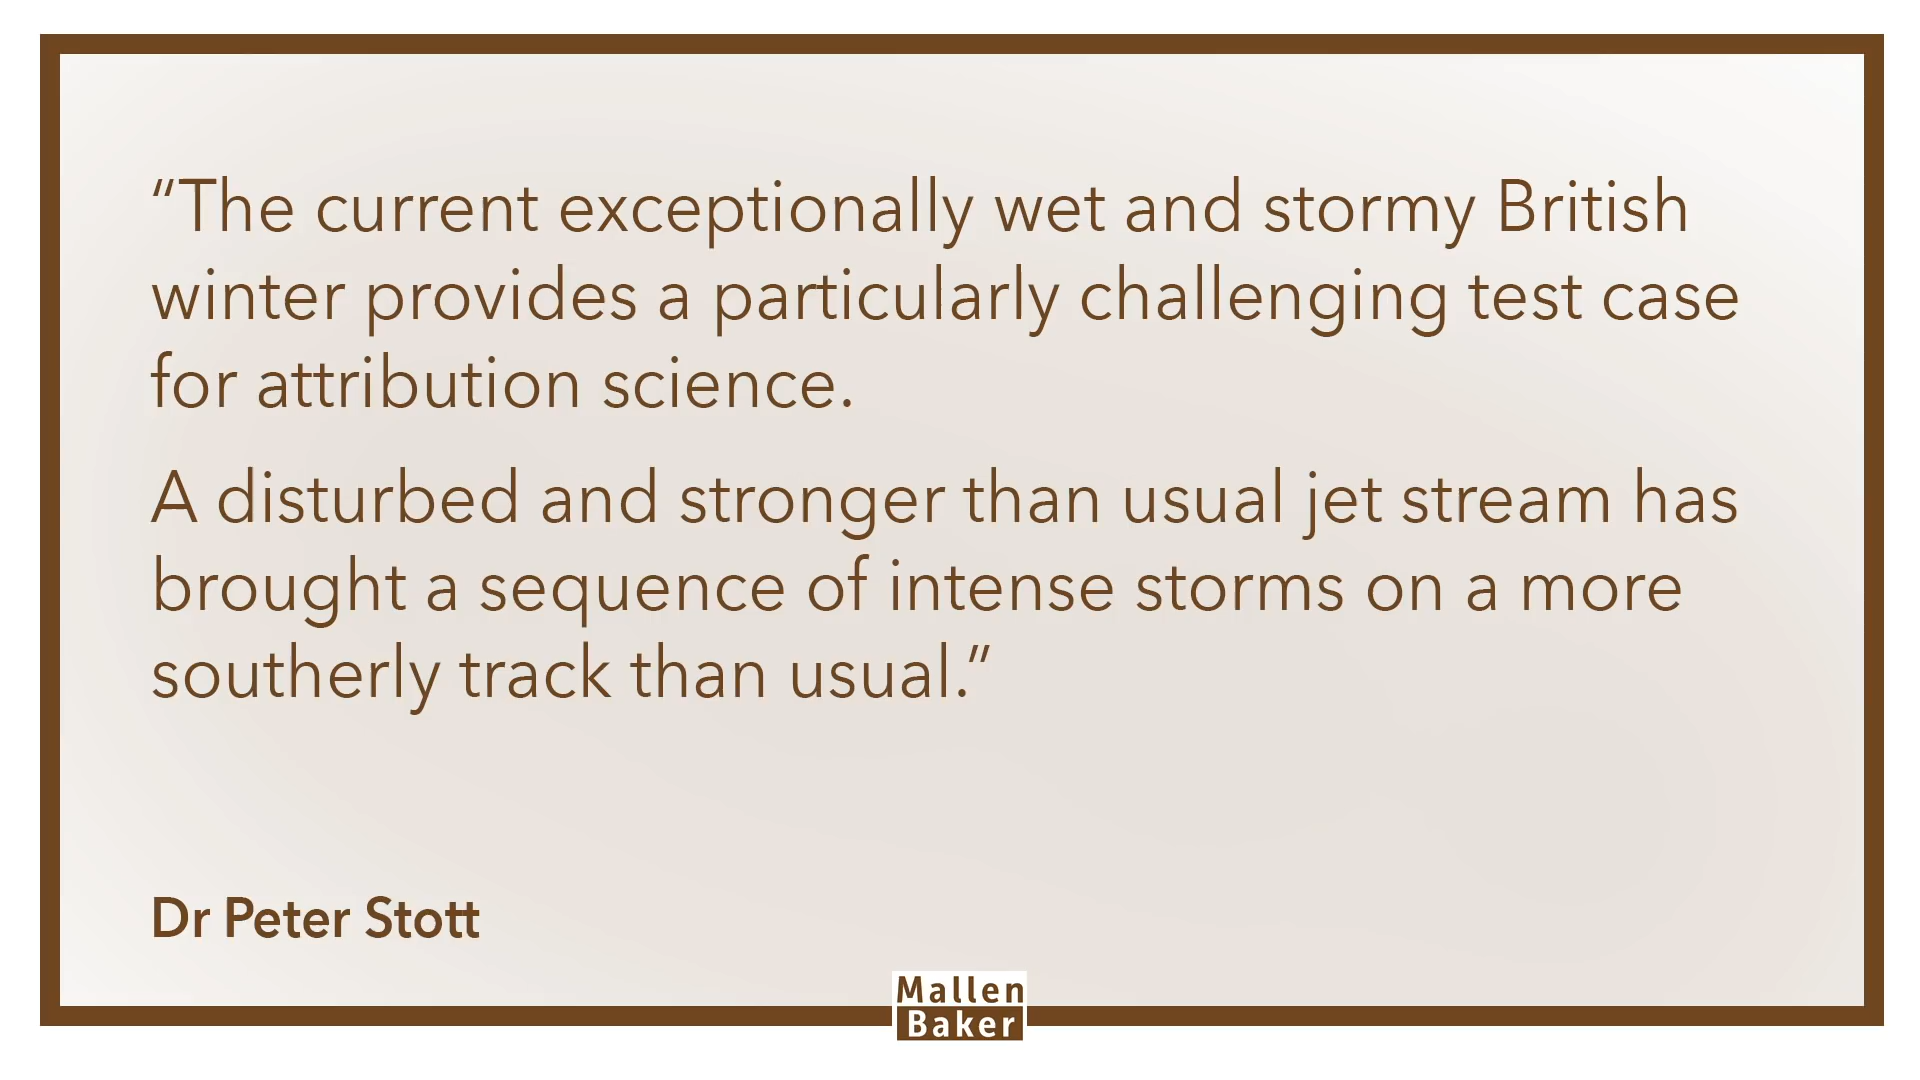 “The current exceptionally wet and stormy British
winter provides a particularly challenging test case
for attribution science.
A disturbed and stronger than usual jet stream has
brought a sequence of intense storms on a more
southerly track than usual.”
Dr Peter Stott
Mallen
Baker